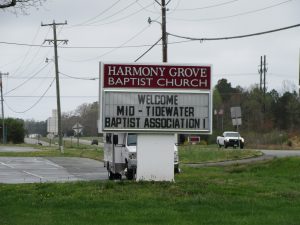 HARMONY GROVE
BAPTIST CHURCH
WELCOME
MID - TIDEWATER
BAPTIST ASSOCIATION !